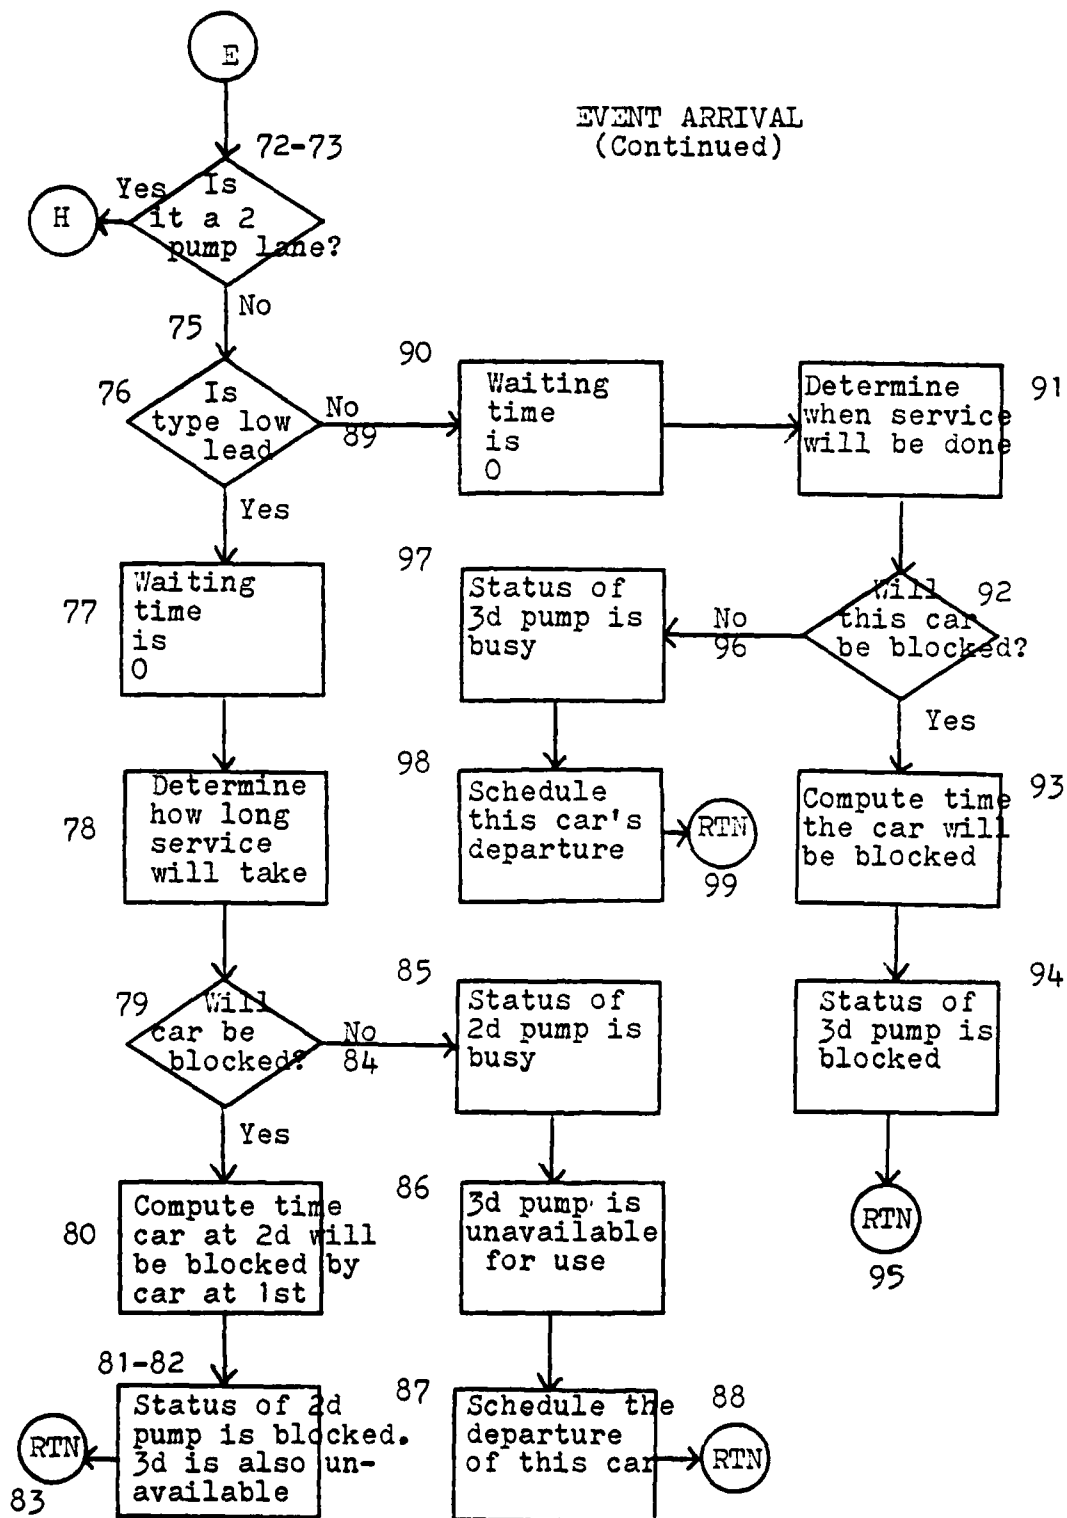 E
EVENT ARRIVAL
(Continued)
72-73
Yes
Is
it a 2
pump lane?
H
No
75
76
Is
type low
lead
No
89
Yes
90
Waiting
time
is
0
Determine
when service
will be done
91
77
Waiting
time
is
0
97
Status of
3d pump is
busy
No
96
Will
this car
be blocked?
92
Yes
78
Determine
how long
service
will take
98
Schedule
this car's
departure
RTN
99
Compute time
the car will
be blocked
93
79
Will
car be
blocked?
No
84
Yes
85
Status of
2d pump is
busy
Status of
3d pump is
blocked
94
80
Compute time
car at 2d will
be blocked by
car at 1st
86
3d pump is
unavailable
for use
RTN
95
81-82
Status of 2d
pump is blocked.
3d is also un-
available
RTN
83
87
Schedule the
departure
of this car
88
RTN